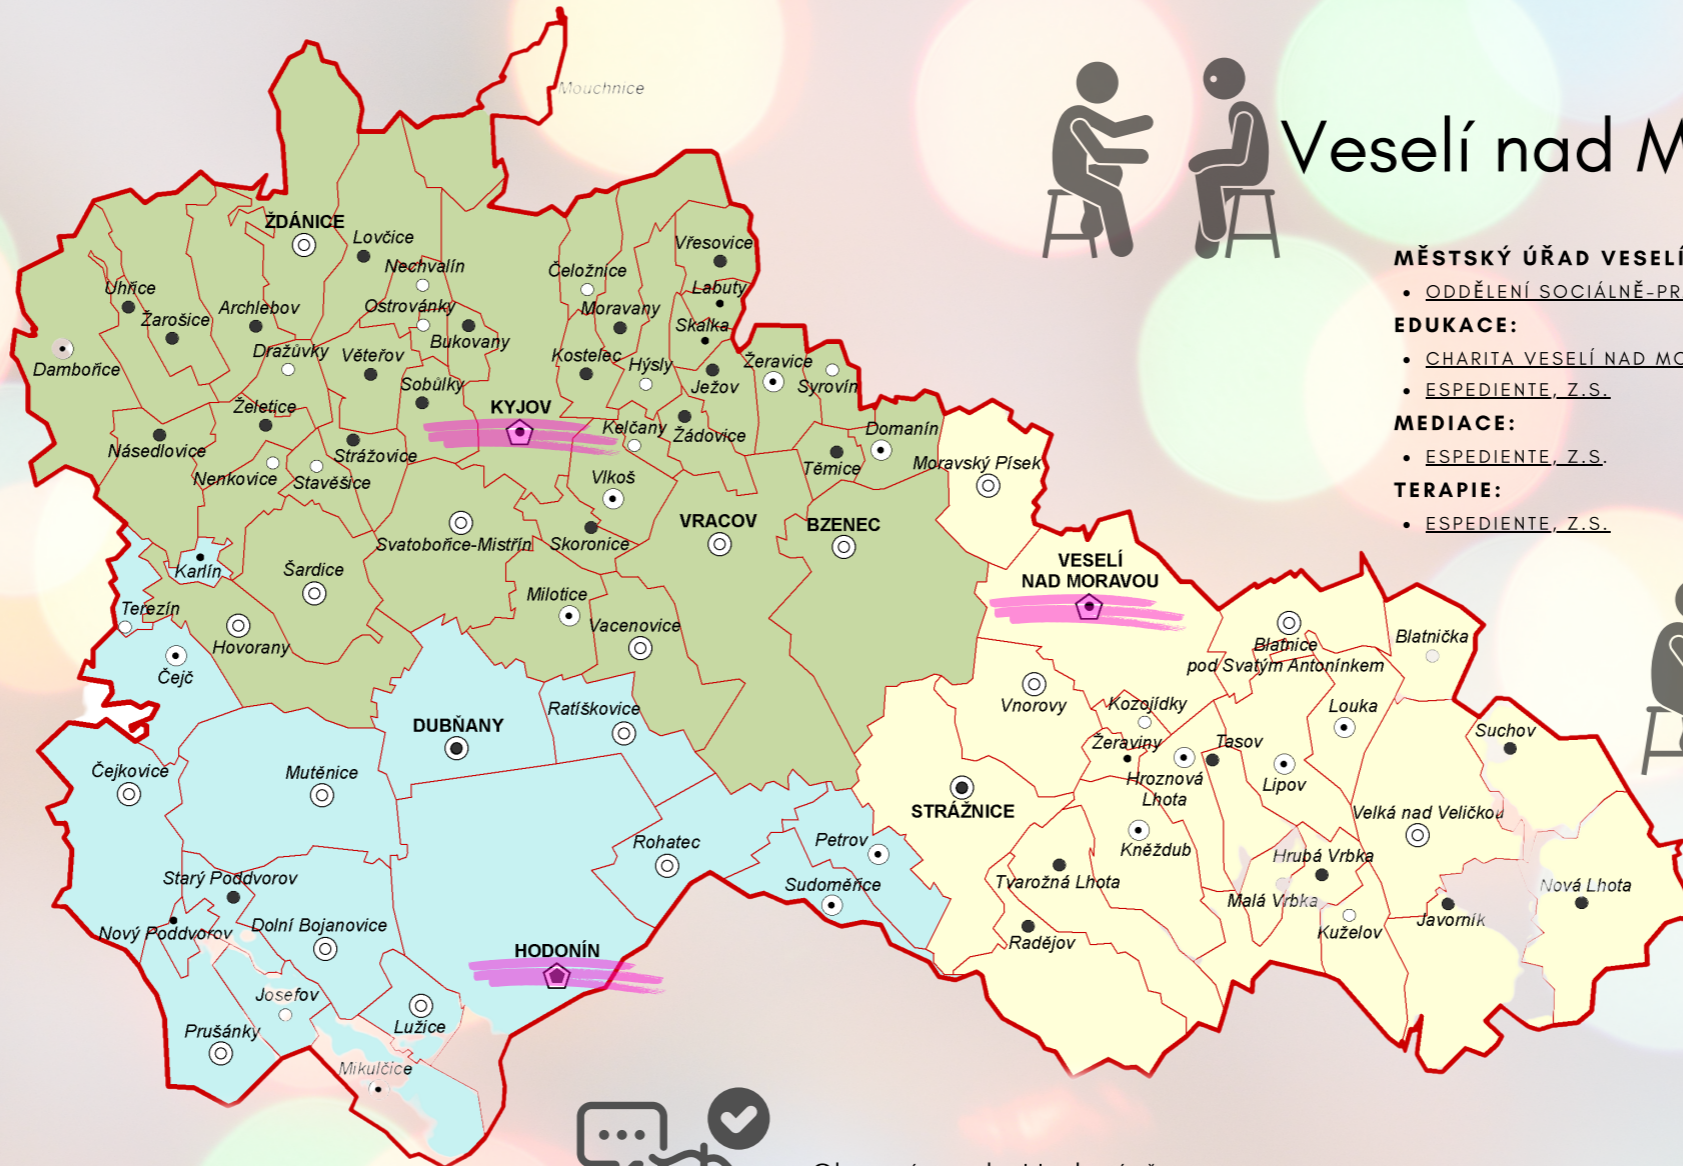 Mouchnice
Veselí nad M
ŽDÁNICE
Lovčice
Vřesovice
MĚSTSKÝ ÚŘAD VESELÍ
Nechvalín
Čeložnice
Uhřice
Labuty
• ODDĚLENÍ SOCIÁLNĚ-PR
Archlebov
Ostrovánky
Moravany
Žarošice
Skalka
EDUKACE:
Bukovany
Dražůvky
Věteřov
Kostelec
Hýsly
Žeravice
• CHARITA VESELÍ NAD MO
Dambořice
Sobůlky
Ježov
Syrovín
• ESPEDIENTE, Z.S.
Želetice
KYJOV
MEDIACE:
Kelčany
Žádovice
Domanín
Násedlovice
Strážovice
• ESPEDIENTE, Z.S.
Nenkovice
Stavěšice
Vlkoš
Těmice
Moravský Písek
TERAPIE:
VRACOV
BZENEC
• ESPEDIENTE, Z.S.
Svatobořice-Mistřín
Skoronice
Karlín
Šardice
VESELÍ
NAD MORAVOU
Terezín
Milotice
Hovorany
Vacenovice
Blatnice
pod Svatým Antonínkem
Blatnička
Čejč
Ratíškovice
Vnorovy
Kozojídky
Louka
DUBŇANY
Žeraviny
Tasov
Suchov
Čejkovice
Mutěnice
Hroznová
Lhota
Lipov
STRÁŽNICE
Velká nad Veličkou
Rohatec
Petrov
Kněždub
Hrubá Vrbka
Starý Poddvorov
Sudoměřice
Tvarožná Lhota
Malá Vrbka
Nová Lhota
Nový Poddvorov
Dolní Bojanovice
Radějov
Kuželov
Javorník
HODONÍN
Josefov
Prušánky
Lužice
Mikulčice